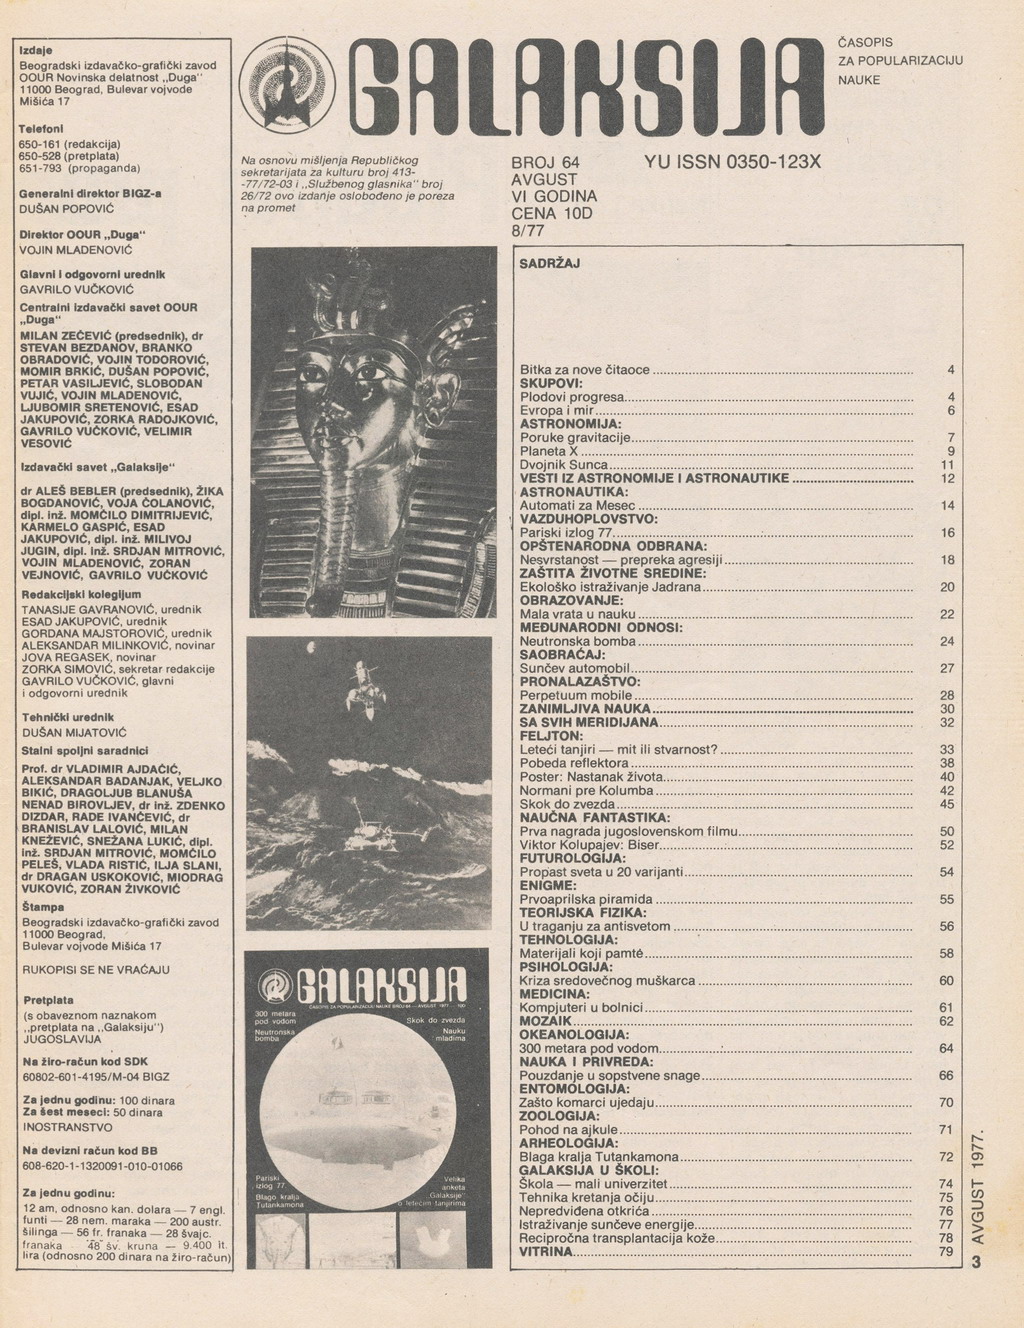 Izdaje
Beogradski izdavačko-grafički zavod
OOUR Novinska delatnost „Duga"
11000 Beograd, Bulevar vojvode
Mišića 17
Telefoni
650-161 (redakcija)
650-528 (pretplata)
651-793 (propaganda)
Generalni direktor BIGZ-a
DUŠAN POPOVIĆ
Direktor OOUR „Duga"
VOJIN MLADENOVIĆ
Glavni i odgovorni urednik
GAVRILO VUČKOVIĆ
Centralni izdavački savet OOUR
„Duga"
MILAN ZEČEVIĆ (predsednik), dr
STEVAN BEZDANOV, BRANKO
OBRADOVIĆ, VOJIN TODOROVIĆ,
MOMIR BRKIĆ, DUŠAN POPOVIĆ,
PETAR VASILJEVIĆ, SLOBODAN
VUJIĆ, VOJIN MLADENOVIĆ,
LJUBOMIR SRETENOVIĆ, ESAD
JAKUPOVIĆ, ZORKA RADOJKOVIĆ,
GAVRILO VUČKOVIĆ, VELIMIR
VESOVIĆ
Izdavački savet „Galaksije"
dr ALEŠ BEBLER (predsednik), ŽIKA
BOGDANOVIĆ, VOJA ČOLANOVIĆ,
dipl. inž. MOMČILO DIMITRIJEVIĆ,
KARMELO GASPIĆ, ESAD
JAKUPOVIĆ, dipl. inž. MILIVOJ
JUGIN, dipl. inž. SRDJAN MITROVIĆ,
VOJIN MLADENOVIĆ, ZORAN
VEJNOVIĆ, GAVRILO VUČKOVIĆ
Redakcijski kolegijum
TANASIJE GAVRANOVIĆ, urednik
ESAD JAKUPOVIĆ, urednik
GORDANA MAJSTOROVIĆ, urednik
ALEKSANDAR MILINKOVIĆ, novinar
JOVA REGASEK, novinar
ZORKA SIMOVIĆ, sekretar redakcije
GAVRILO VUČKOVIĆ, glavni
i odgovorni urednik
Tehnički urednik
DUŠAN MIJATOVIĆ
Stalni spoljni saradnici
Prof. dr VLADIMIR AJDAČIĆ,
ALEKSANDAR BADANJAK, VELJKO
BIKIĆ, DRAGOLJUB BLANUŠA
NENAD BIROVLJEV, dr inž. ZDENKO
DIZDAR, RADE IVANČEVIĆ, dr
BRANISLAV LALOVIĆ, MILAN
KNEŽEVIĆ, SNEŽANA LUKIĆ, dipl.
inž. SRDJAN MITROVIĆ, MOMČILO
PELEŠ, VLADA RISTIĆ, ILJA SLANI,
dr DRAGAN USKOKOVIĆ, MIODRAG
VUKOVIĆ, ZORAN ŽIVKOVIĆ
Štampa
Beogradski izdavačko-grafički zavod
11000 Beograd,
Bulevar vojvode Mišića 17
RUKOPISI SE NE VRAĆAJU
Pretplata
(s obaveznom naznakom
„pretplata na „Galaksiju")
JUGOSLAVIJA
Na žiro-račun kod SDK
60802-601-4195/M-04 BIGZ
Za jednu godinu: 100 dinara
Za šest meseci: 50 dinara
INOSTRANSTVO
Na devizni račun kod BB
608-620-1-1320091-010-01066
Za jednu godinu:
12 am, odnosno kan. dolara — 7 engl.
funti — 28 nem. maraka — 200 austr.
šilinga — 56 fr. franaka — 28 švajc.
franaka 48 šv. kruna — 9.400 it.
lira (odnosno 200 dinara na žiro-račun)
GALAKSIJA
ČASOPIS
ZA POPULARIZACIJU
NAUKE
Na osnovu mišljenja Republičkog
sekretarijata za kulturu broj 413-
-77/72-03 i „Službenog glasnika" broj
26/72 ovo izdanje oslobođeno je poreza
na promet
BROJ 64
AVGUST
VI GODINA
CENA 10D
8/77
YU ISSN 0350-123X
GALAKSIJA
ČASOPIS ZA POPULARIZACIJU NAUKE BROJ 64 — AVGUST 1977 — 10D
300 metara
pod vodom
Neutronska
bomba
Skok do zvezda
Nauku
mladima
Pariski
izlog 77
Blago kralja
Tutankamona
Velika
anketa
„Galaksije"
o letećim tanjirima
SADRŽAJ
Bitka za nove čitaoce 4
SKUPOVI:
Plodovi progresa 4
Evropa i mir 6
ASTRONOMIJA:
Poruke gravitacije 7
Planeta X 9
Dvojnik Sunca 11
VESTI IZ ASTRONOMIJE I ASTRONAUTIKE 12
ASTRONAUTIKA:
Automati za Mesec 14
VAZDUHOPLOVSTVO:
Pariski izlog 77 16
OPŠTENARODNA ODBRANA:
Nesvrstanost — prepreka agresiji 18
ZAŠTITA ŽIVOTNE SREDINE:
Ekološko istraživanje Jadrana 20
OBRAZOVANJE:
Mala vrata u nauku 22
MEĐUNARODNI ODNOSI:
Neutronska bomba 24
SAOBRAĆAJ:
Sunčev automobil 27
PRONALAZAŠTVO:
Perpetuum mobile 28
ZANIMLJIVA NAUKA 30
SA SVIH MERIDIJANA 32
FELJTON:
Leteći tanjiri — mit ili stvarnost? 33
Pobeda reflektora 38
Poster: Nastanak života 40
Normani pre Kolumba 42
Skok do zvezda 45
NAUČNA FANTASTIKA:
Prva nagrada jugoslovenskom filmu 50
Viktor Kolupajev: Biser 52
FUTUROLOGIJA:
Propast sveta u 20 varijanti 54
ENIGME:
Prvoaprilska piramida 55
TEORIJSKA FIZIKA:
U traganju za antisvetom 56
TEHNOLOGIJA:
Materijali koji pamte 58
PSIHOLOGIJA:
Kriza sredovečnog muškarca 60
MEDICINA:
Kompjuteri u bolnici 61
MOZAIK 62
OKEANOLOGIJA:
300 metara pod vodom 64
NAUKA I PRIVREDA:
Pouzdanje u sopstvene snage 66
ENTOMOLOGIJA:
Zašto komarci ujedaju 70
ZOOLOGIJA:
Pohod na ajkule 71
ARHEOLOGIJA:
Blaga kralja Tutankamona 72
GALAKSIJA U ŠKOLI:
Škola — mali univerzitet 74
Tehnika kretanja očiju 75
Nepredviđena otkrića 76
Istraživanje sunčeve energije 77
Recipročna transplantacija kože 78
VITRINA 79
AVGUST 1977.
3